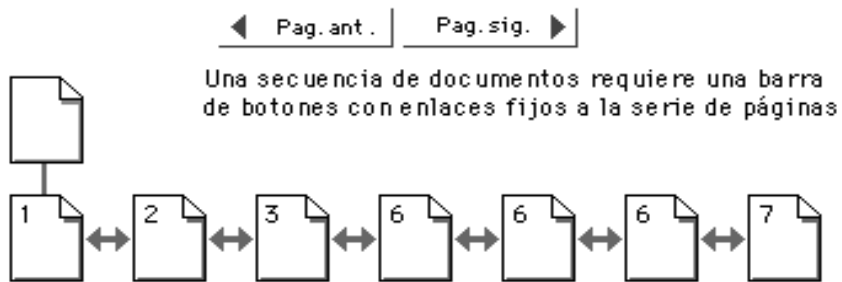 Pag. ant. Pag. sig.
Una secuencia de documentos requiere una barra
de botones con enlaces fijos a la serie de páginas
1 2 3 6 6 6 7